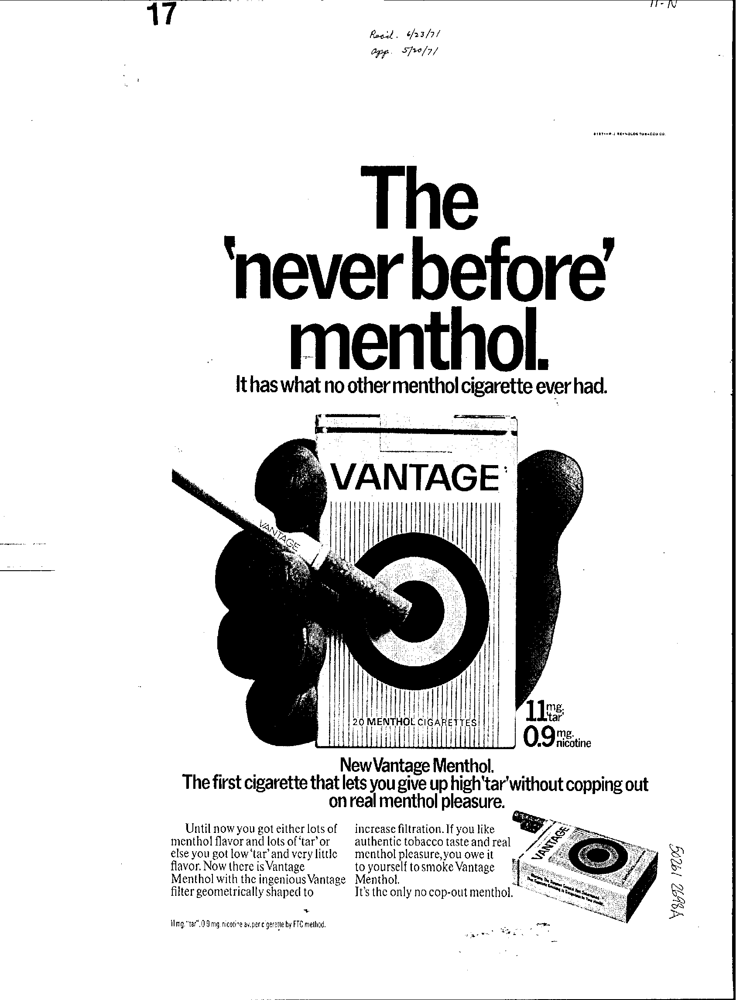 17
11-N
Rec'd. 6/23/71
app. 5/20/71
The
'never before'
menthol.
It has what no other menthol cigarette ever had.
VANTAGE
VANTAGE
20 MENTHOL CIGARETTES
11 mg. 'tar'
0.9 mg. nicotine
New Vantage Menthol.
The first cigarette that lets you give up high 'tar' without copping out
on real menthol pleasure.
Until now you got either lots of
menthol flavor and lots of 'tar' or
else you got low 'tar' and very little
flavor. Now there is Vantage
Menthol with the ingenious Vantage
filter geometrically shaped to
increase filtration. If you like
authentic tobacco taste and real
menthol pleasure, you owe it
to yourself to smoke Vantage
Menthol.
It's the only no cop-out menthol.
VANTAGE
11 mg. "tar", 0.9 mg. nicotine av. per cigarette by FTC method.
50261 2698A